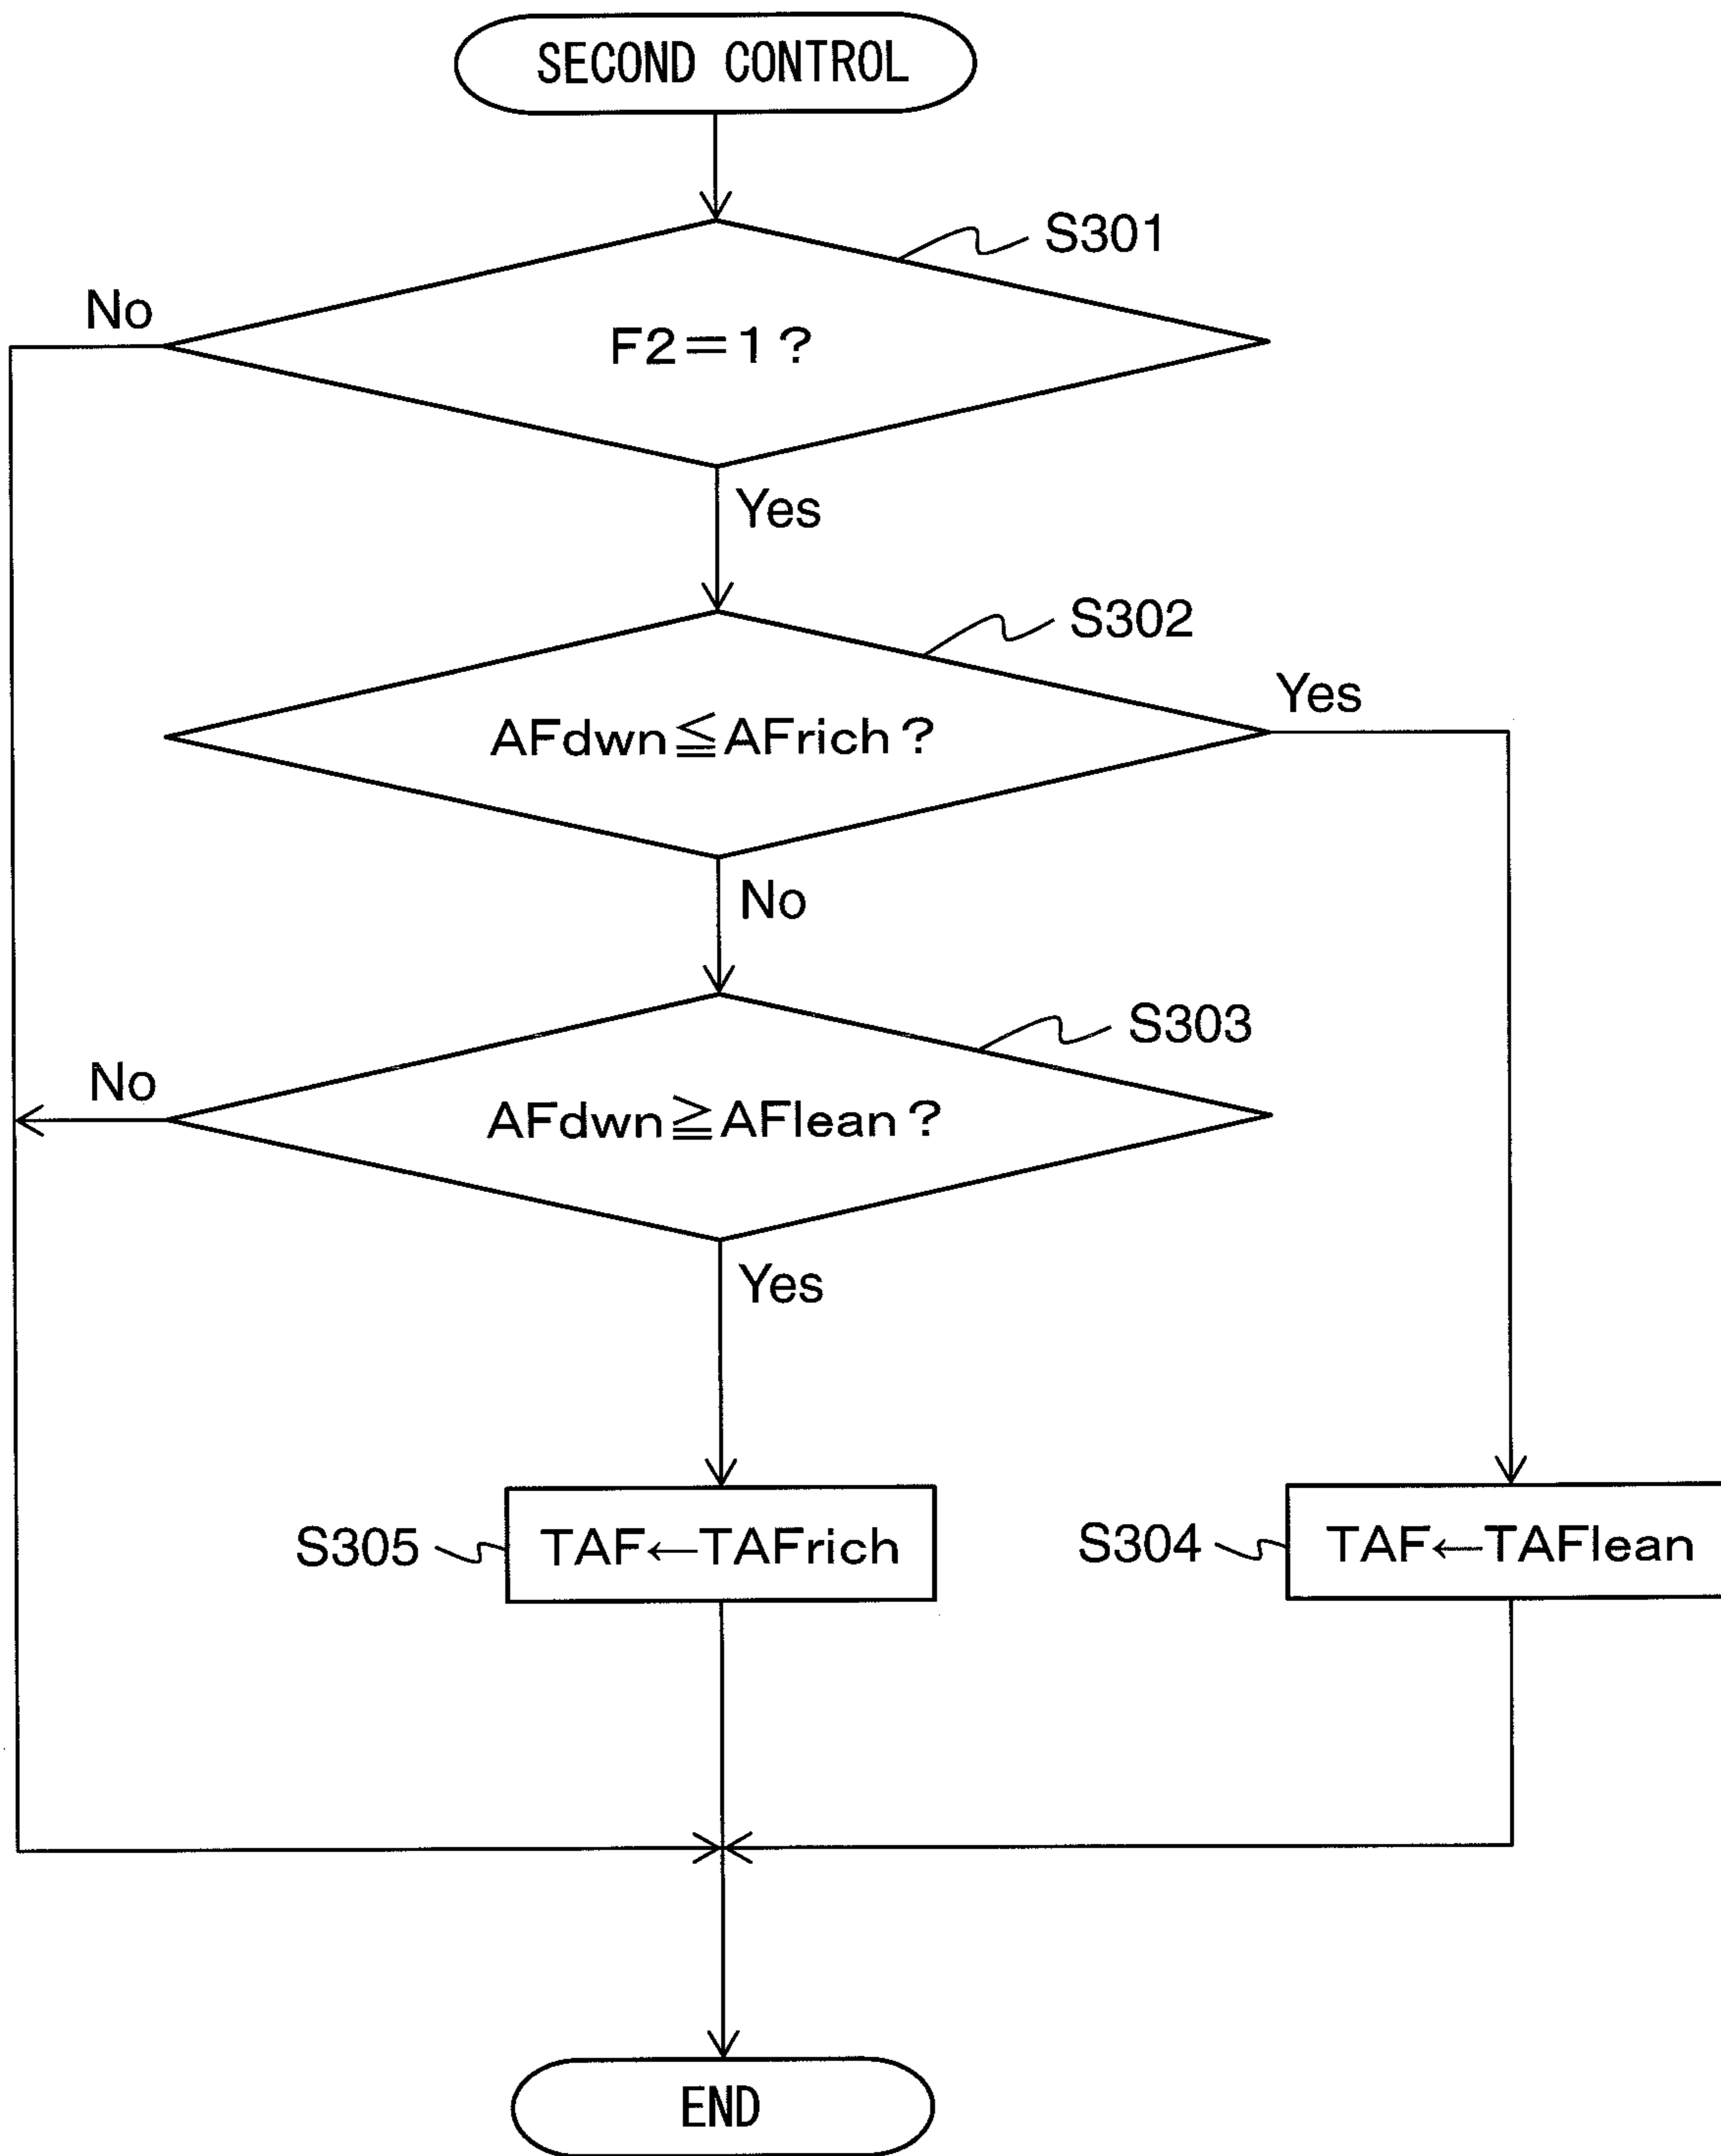 SECOND CONTROL
S301
No
F2=1?
Yes
S302
Yes
AFdwn≦AFrich?
No
S303
No
AFdwn≧AFlean?
Yes
S305
TAF←TAFrich
S304
TAF←TAFlean
END